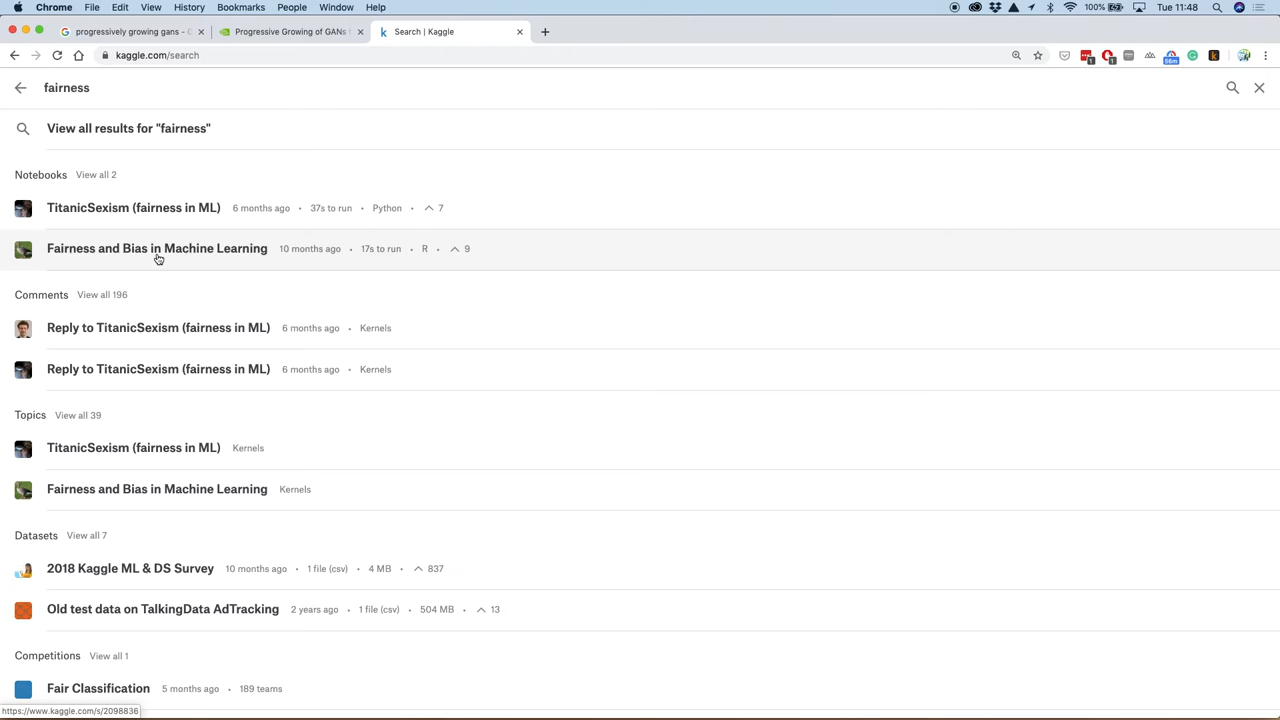 Chrome File Edit View History Bookmarks People Window Help 100% Tue 11:48
progressively growing gans - G Progressive Growing of GANs f Search | Kaggle
kaggle.com/search
fairness
View all results for "fairness"
Notebooks View all 2
TitanicSexism (fairness in ML) 6 months ago • 37s to run • Python • 7
Fairness and Bias in Machine Learning 10 months ago • 17s to run • R • 9
Comments View all 196
Reply to TitanicSexism (fairness in ML) 6 months ago • Kernels
Reply to TitanicSexism (fairness in ML) 6 months ago • Kernels
Topics View all 39
TitanicSexism (fairness in ML) Kernels
Fairness and Bias in Machine Learning Kernels
Datasets View all 7
2018 Kaggle ML & DS Survey 10 months ago • 1 file (csv) • 4 MB • 837
Old test data on TalkingData AdTracking 2 years ago • 1 file (csv) • 504 MB • 13
Competitions View all 1
Fair Classification 5 months ago • 189 teams
https://www.kaggle.com/s/2098836